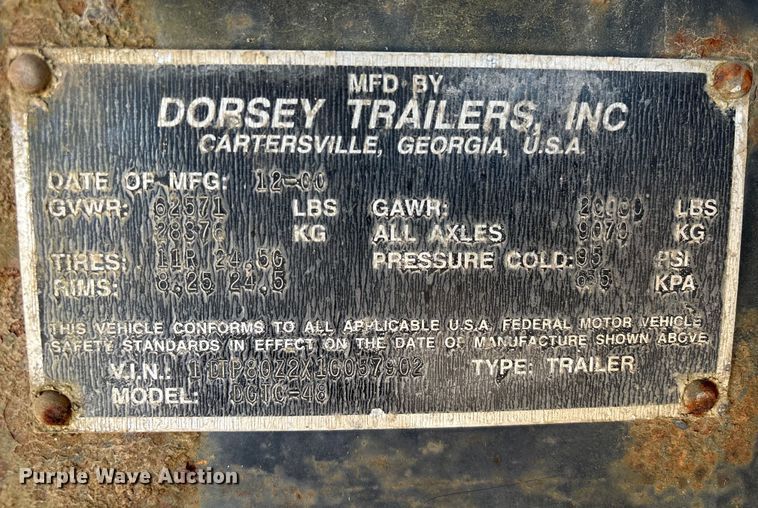 MFD BY
DORSEY TRAILERS, INC
CARTERSVILLE, GEORGIA, U.S.A.
DATE OF MFG: 12-00
GVWR: 62571 LBS GAWR: LBS
28376 KG ALL AXLES 9070 KG
TIRES: 11R 24.50 PRESSURE COLD: 95 PSI
RIMS: 8.25 24.5 KPA
THIS VEHICLE CONFORMS TO ALL APPLICABLE U.S.A. FEDERAL MOTOR VEHICLE
SAFETY STANDARDS IN EFFECT ON THE DATE OF MANUFACTURE SHOWN ABOVE
V.I.N.: TYPE: TRAILER
MODEL: DGTC-48
Purple Wave Auction